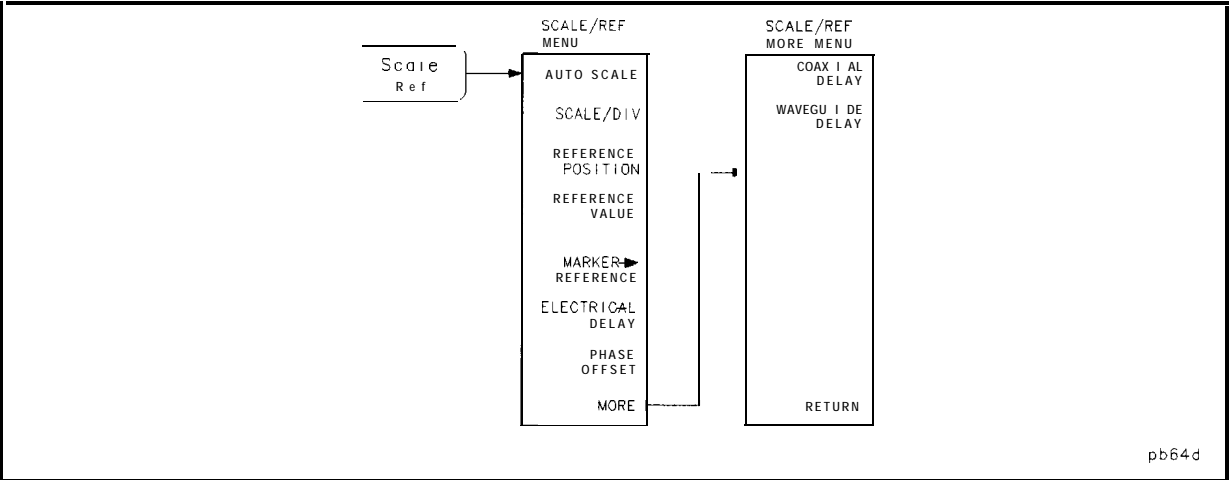 Scale
Ref
SCALE/REF
MENU
AUTO SCALE
SCALE/DIV
REFERENCE
POSITION
REFERENCE
VALUE
MARKER
REFERENCE
ELECTRICAL
DELAY
PHASE
OFFSET
MORE
SCALE/REF
MORE MENU
COAXIAL
DELAY
WAVEGUIDE
DELAY
RETURN
pb64d